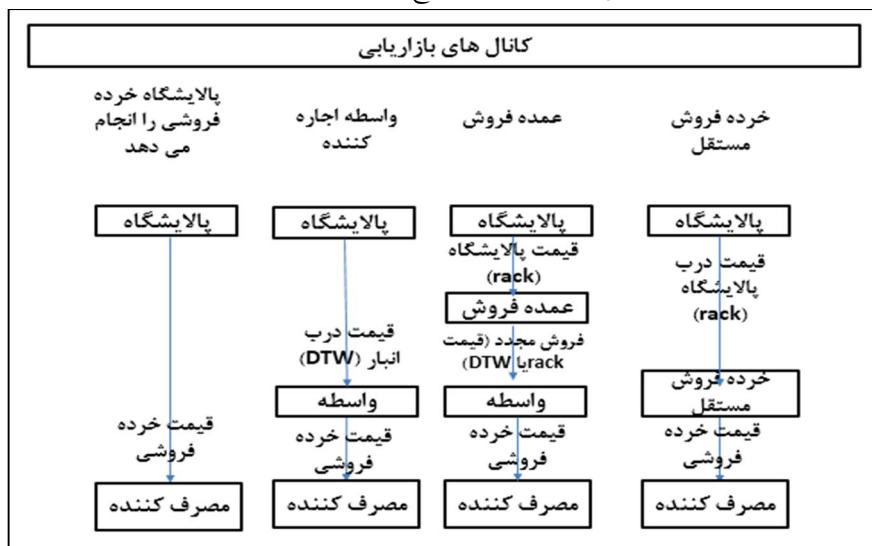 کانال های بازاریابی
خرده فروش
مستقل
عمده فروش
واسطه اجاره
کننده
پالایشگاه خرده
فروشی را انجام
می دهد
پالایشگاه
پالایشگاه
پالایشگاه
پالایشگاه
قیمت درب
پالایشگاه
(rack)
قیمت پالایشگاه
(rack)
عمده فروش
فروش مجدد (قیمت
rackیا DTW)
قیمت درب
انبار (DTW)
خرده فروش
مستقل
واسطه
واسطه
قیمت خرده
فروشی
قیمت خرده
فروشی
قیمت خرده
فروشی
قیمت خرده
فروشی
مصرف کننده
مصرف کننده
مصرف کننده
مصرف کننده